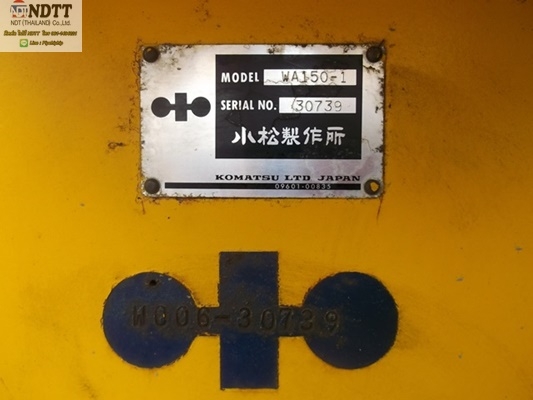 NDTT
NDT (THAILAND) Co.,Ltd.
MODEL WA150-1
SERIAL NO. 30739
小松製作所
KOMATSU LTD JAPAN
09601-00835
W006-30739